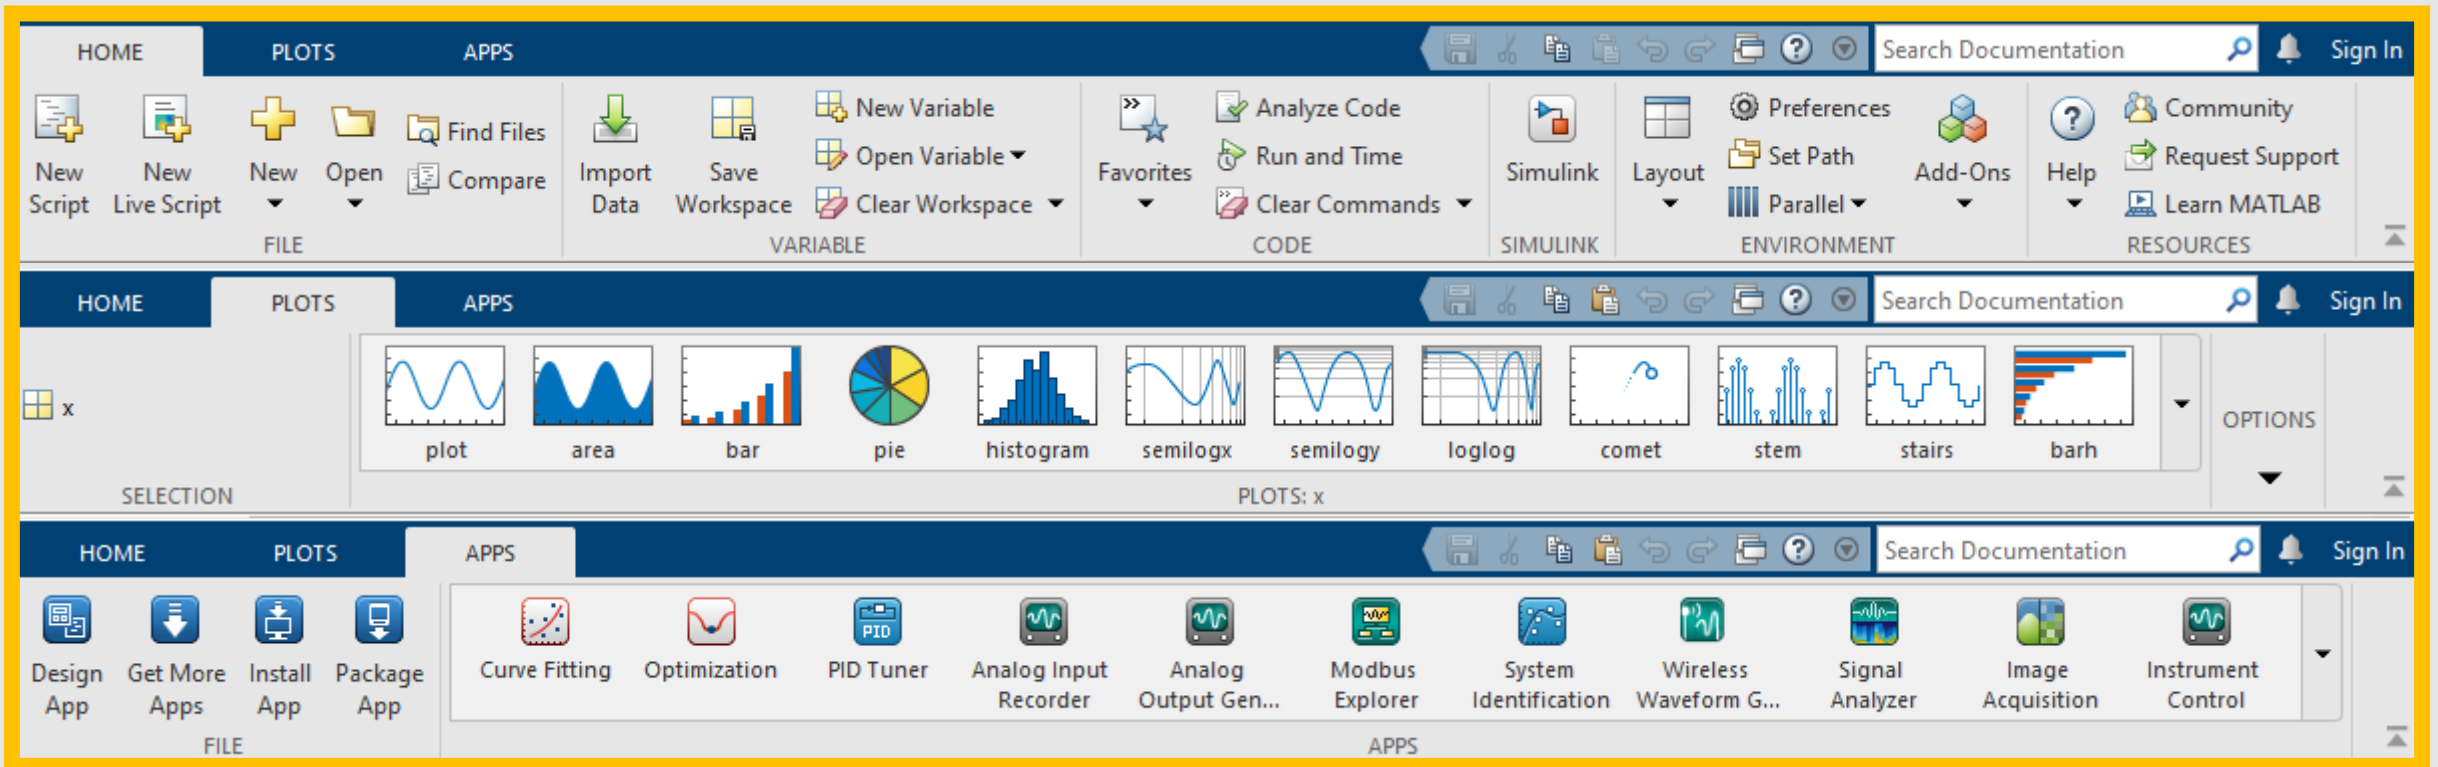 HOME PLOTS APPS Search Documentation Sign In
New Script
New Live Script
New
Open
Find Files
Compare
FILE
Import Data
Save Workspace
New Variable
Open Variable
Clear Workspace
VARIABLE
Favorites
Analyze Code
Run and Time
Clear Commands
CODE
Simulink
SIMULINK
Layout
Preferences
Set Path
Parallel
Add-Ons
ENVIRONMENT
? Help
Community
Request Support
Learn MATLAB
RESOURCES
HOME PLOTS APPS Search Documentation Sign In
x
SELECTION
plot area bar pie histogram semilogx semilogy loglog comet stem stairs barh
PLOTS: x
OPTIONS
HOME PLOTS APPS Search Documentation Sign In
Design App
Get More Apps
Install App
Package App
FILE
Curve Fitting
Optimization
PID
PID Tuner
Analog Input Recorder
Analog Output Gen...
Modbus Explorer
System Identification
Wireless Waveform G...
Signal Analyzer
Image Acquisition
Instrument Control
APPS